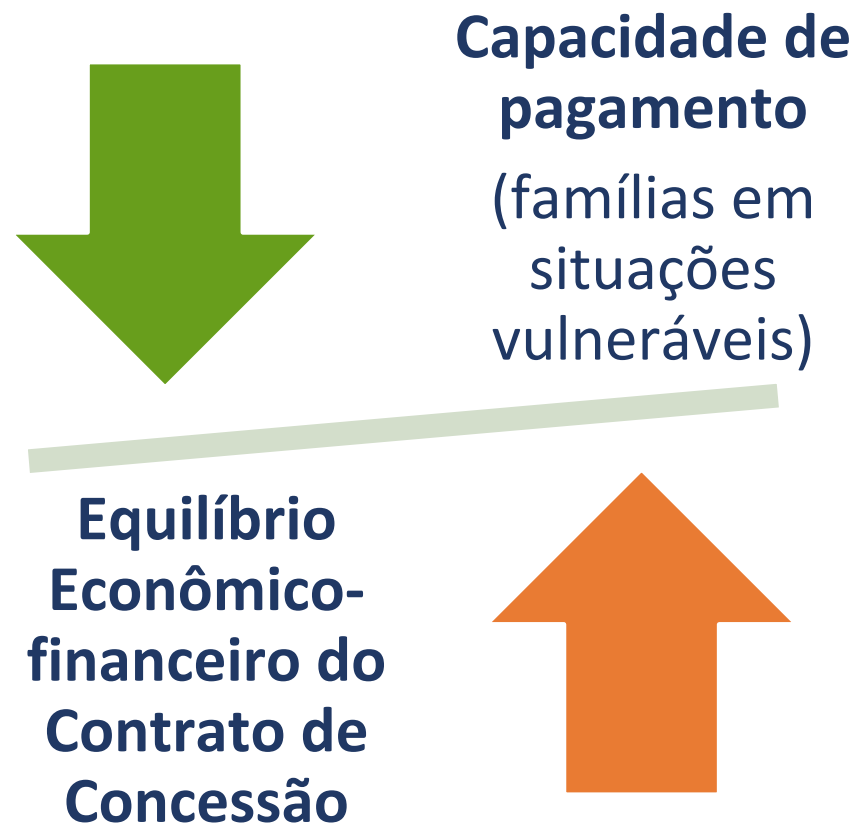 Capacidade de
pagamento
(famílias em
situações
vulneráveis)
Equilíbrio
Econômico-
financeiro do
Contrato de
Concessão